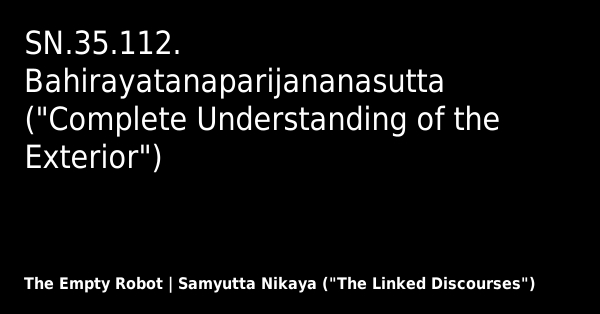 SN.35.112.
Bahirayatanaparijananasutta
("Complete Understanding of the
Exterior")
The Empty Robot | Samyutta Nikaya ("The Linked Discourses")